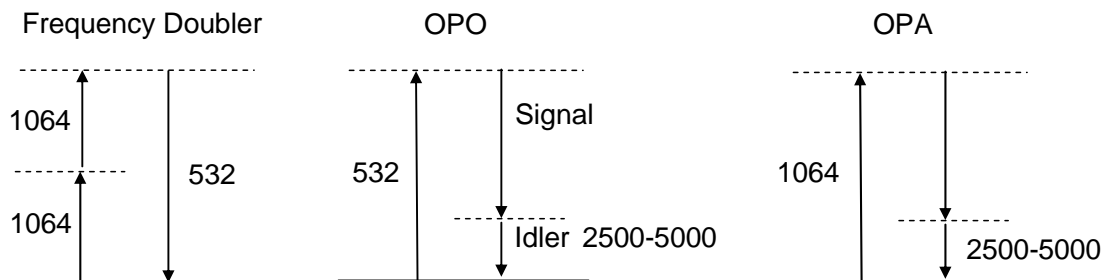 Frequency Doubler
1064
1064
532
OPO
532
Signal
Idler 2500-5000
OPA
1064
2500-5000